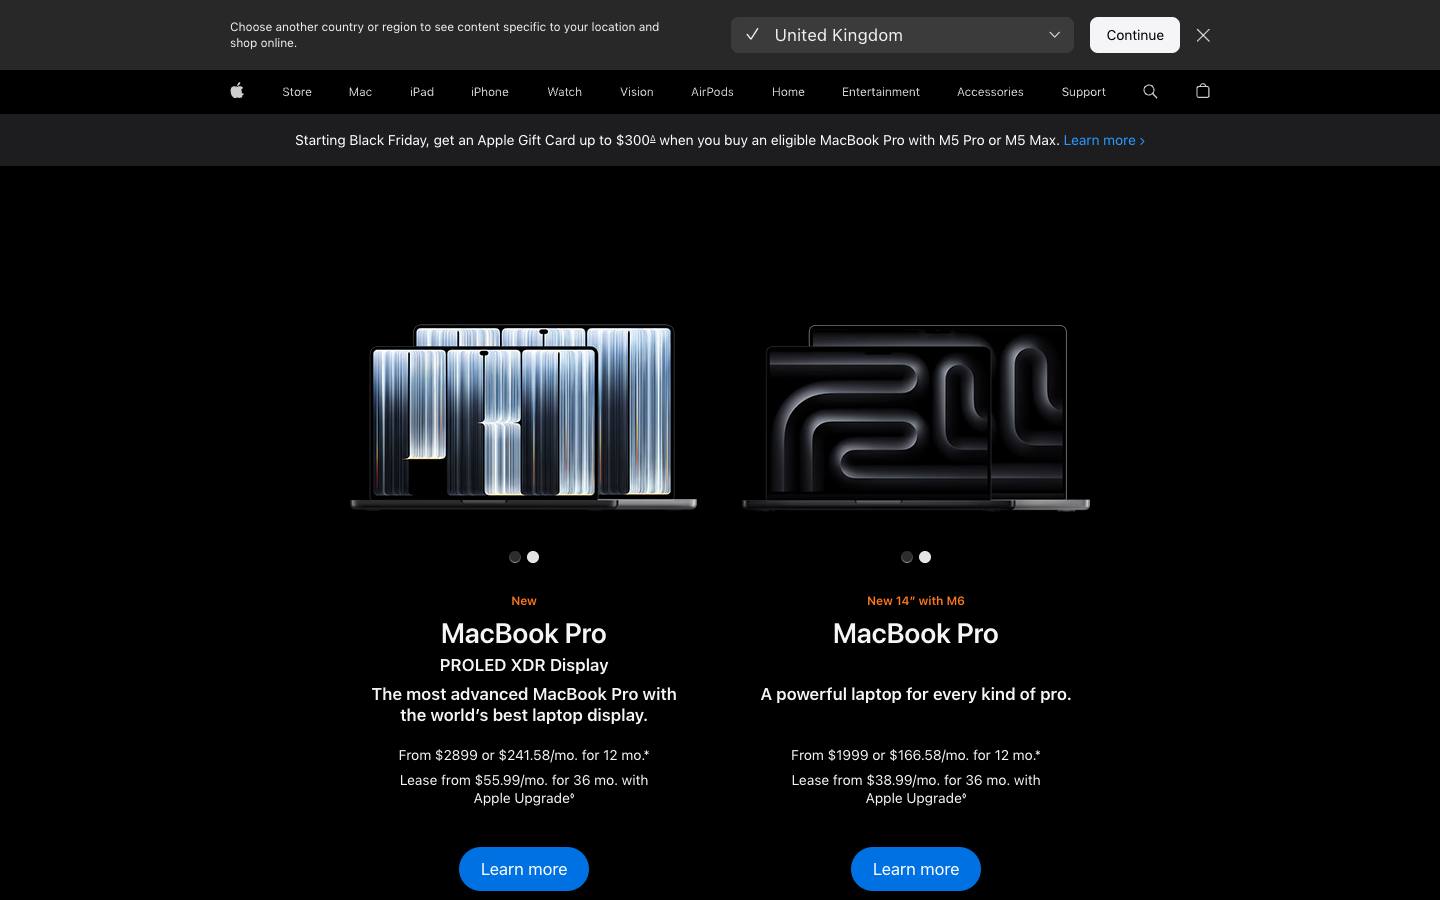 Choose another country or region to see content specific to your location and
shop online.
United Kingdom
Continue
Store
Mac
iPad
iPhone
Watch
Vision
AirPods
Home
Entertainment
Accessories
Support
Starting Black Friday, get an Apple Gift Card up to $300∆ when you buy an eligible MacBook Pro with M5 Pro or M5 Max. Learn more >
New
MacBook Pro
PROLED XDR Display
The most advanced MacBook Pro with
the world’s best laptop display.
From $2899 or $241.58/mo. for 12 mo.*
Lease from $55.99/mo. for 36 mo. with
Apple Upgrade◊
Learn more
New 14” with M6
MacBook Pro
A powerful laptop for every kind of pro.
From $1999 or $166.58/mo. for 12 mo.*
Lease from $38.99/mo. for 36 mo. with
Apple Upgrade◊
Learn more